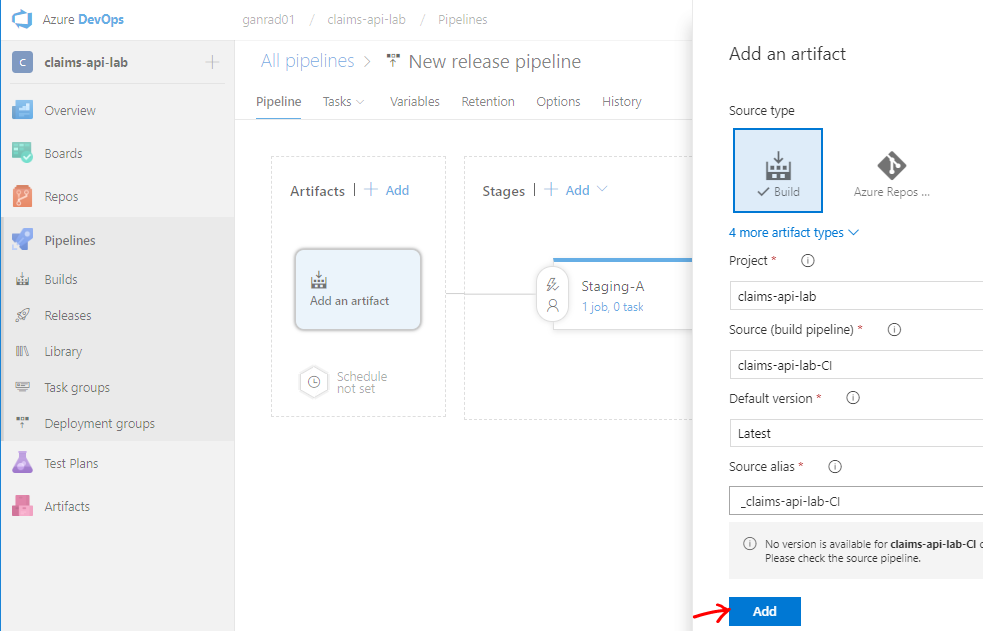 Azure DevOps
ganrad01 / claims-api-lab / Pipelines
C claims-api-lab
Overview
Boards
Repos
Pipelines
Builds
Releases
Library
Task groups
Deployment groups
Test Plans
Artifacts
All pipelines > New release pipeline
Pipeline Tasks Variables Retention Options History
Artifacts | + Add
Add an artifact
Schedule
not set
Stages | + Add
Staging-A
1 job, 0 task
Add an artifact
Source type
Build
Azure Repos ...
4 more artifact types
Project *
claims-api-lab
Source (build pipeline) *
claims-api-lab-CI
Default version *
Latest
Source alias *
_claims-api-lab-CI
No version is available for claims-api-lab-CI
Please check the source pipeline.
Add